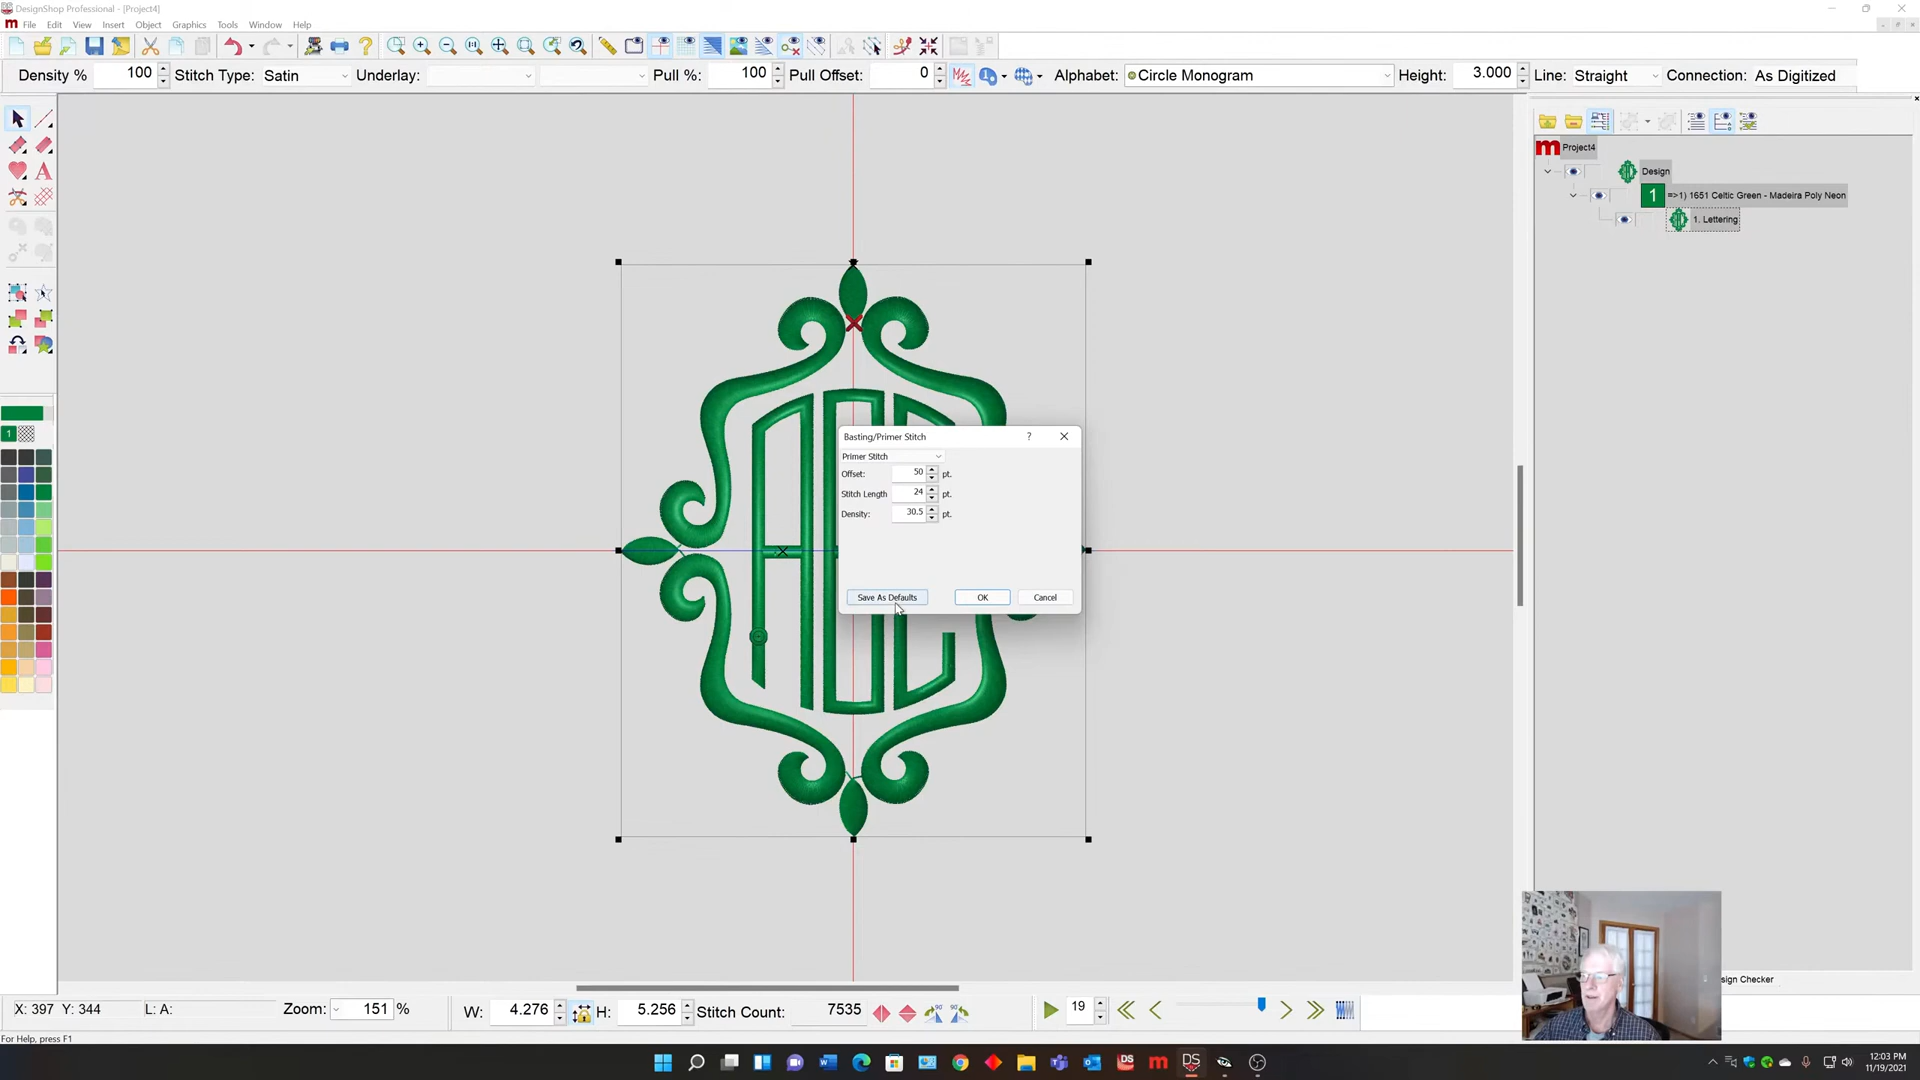 DesignShop Professional - [Project4]
File Edit View Insert Object Graphics Tools Window Help
Density % 100 Stitch Type: Satin Underlay: Pull %: 100 Pull Offset: 0 Alphabet: Circle Monogram Height: 3.000 Line: Straight Connection: As Digitized
Project4
Design
1 =>1) 1651 Celtic Green - Madeira Poly Neon
1. Lettering
Basting/Primer Stitch
Primer Stitch
Offset: 50 pt.
Stitch Length 24 pt.
Density: 30.5 pt.
Save As Defaults OK Cancel
1
sign Checker
X: 397 Y: 344 L: A: Zoom: 151 % W: 4.276 H: 5.256 Stitch Count: 7535 19
For Help, press F1
12:03 PM
11/19/2021